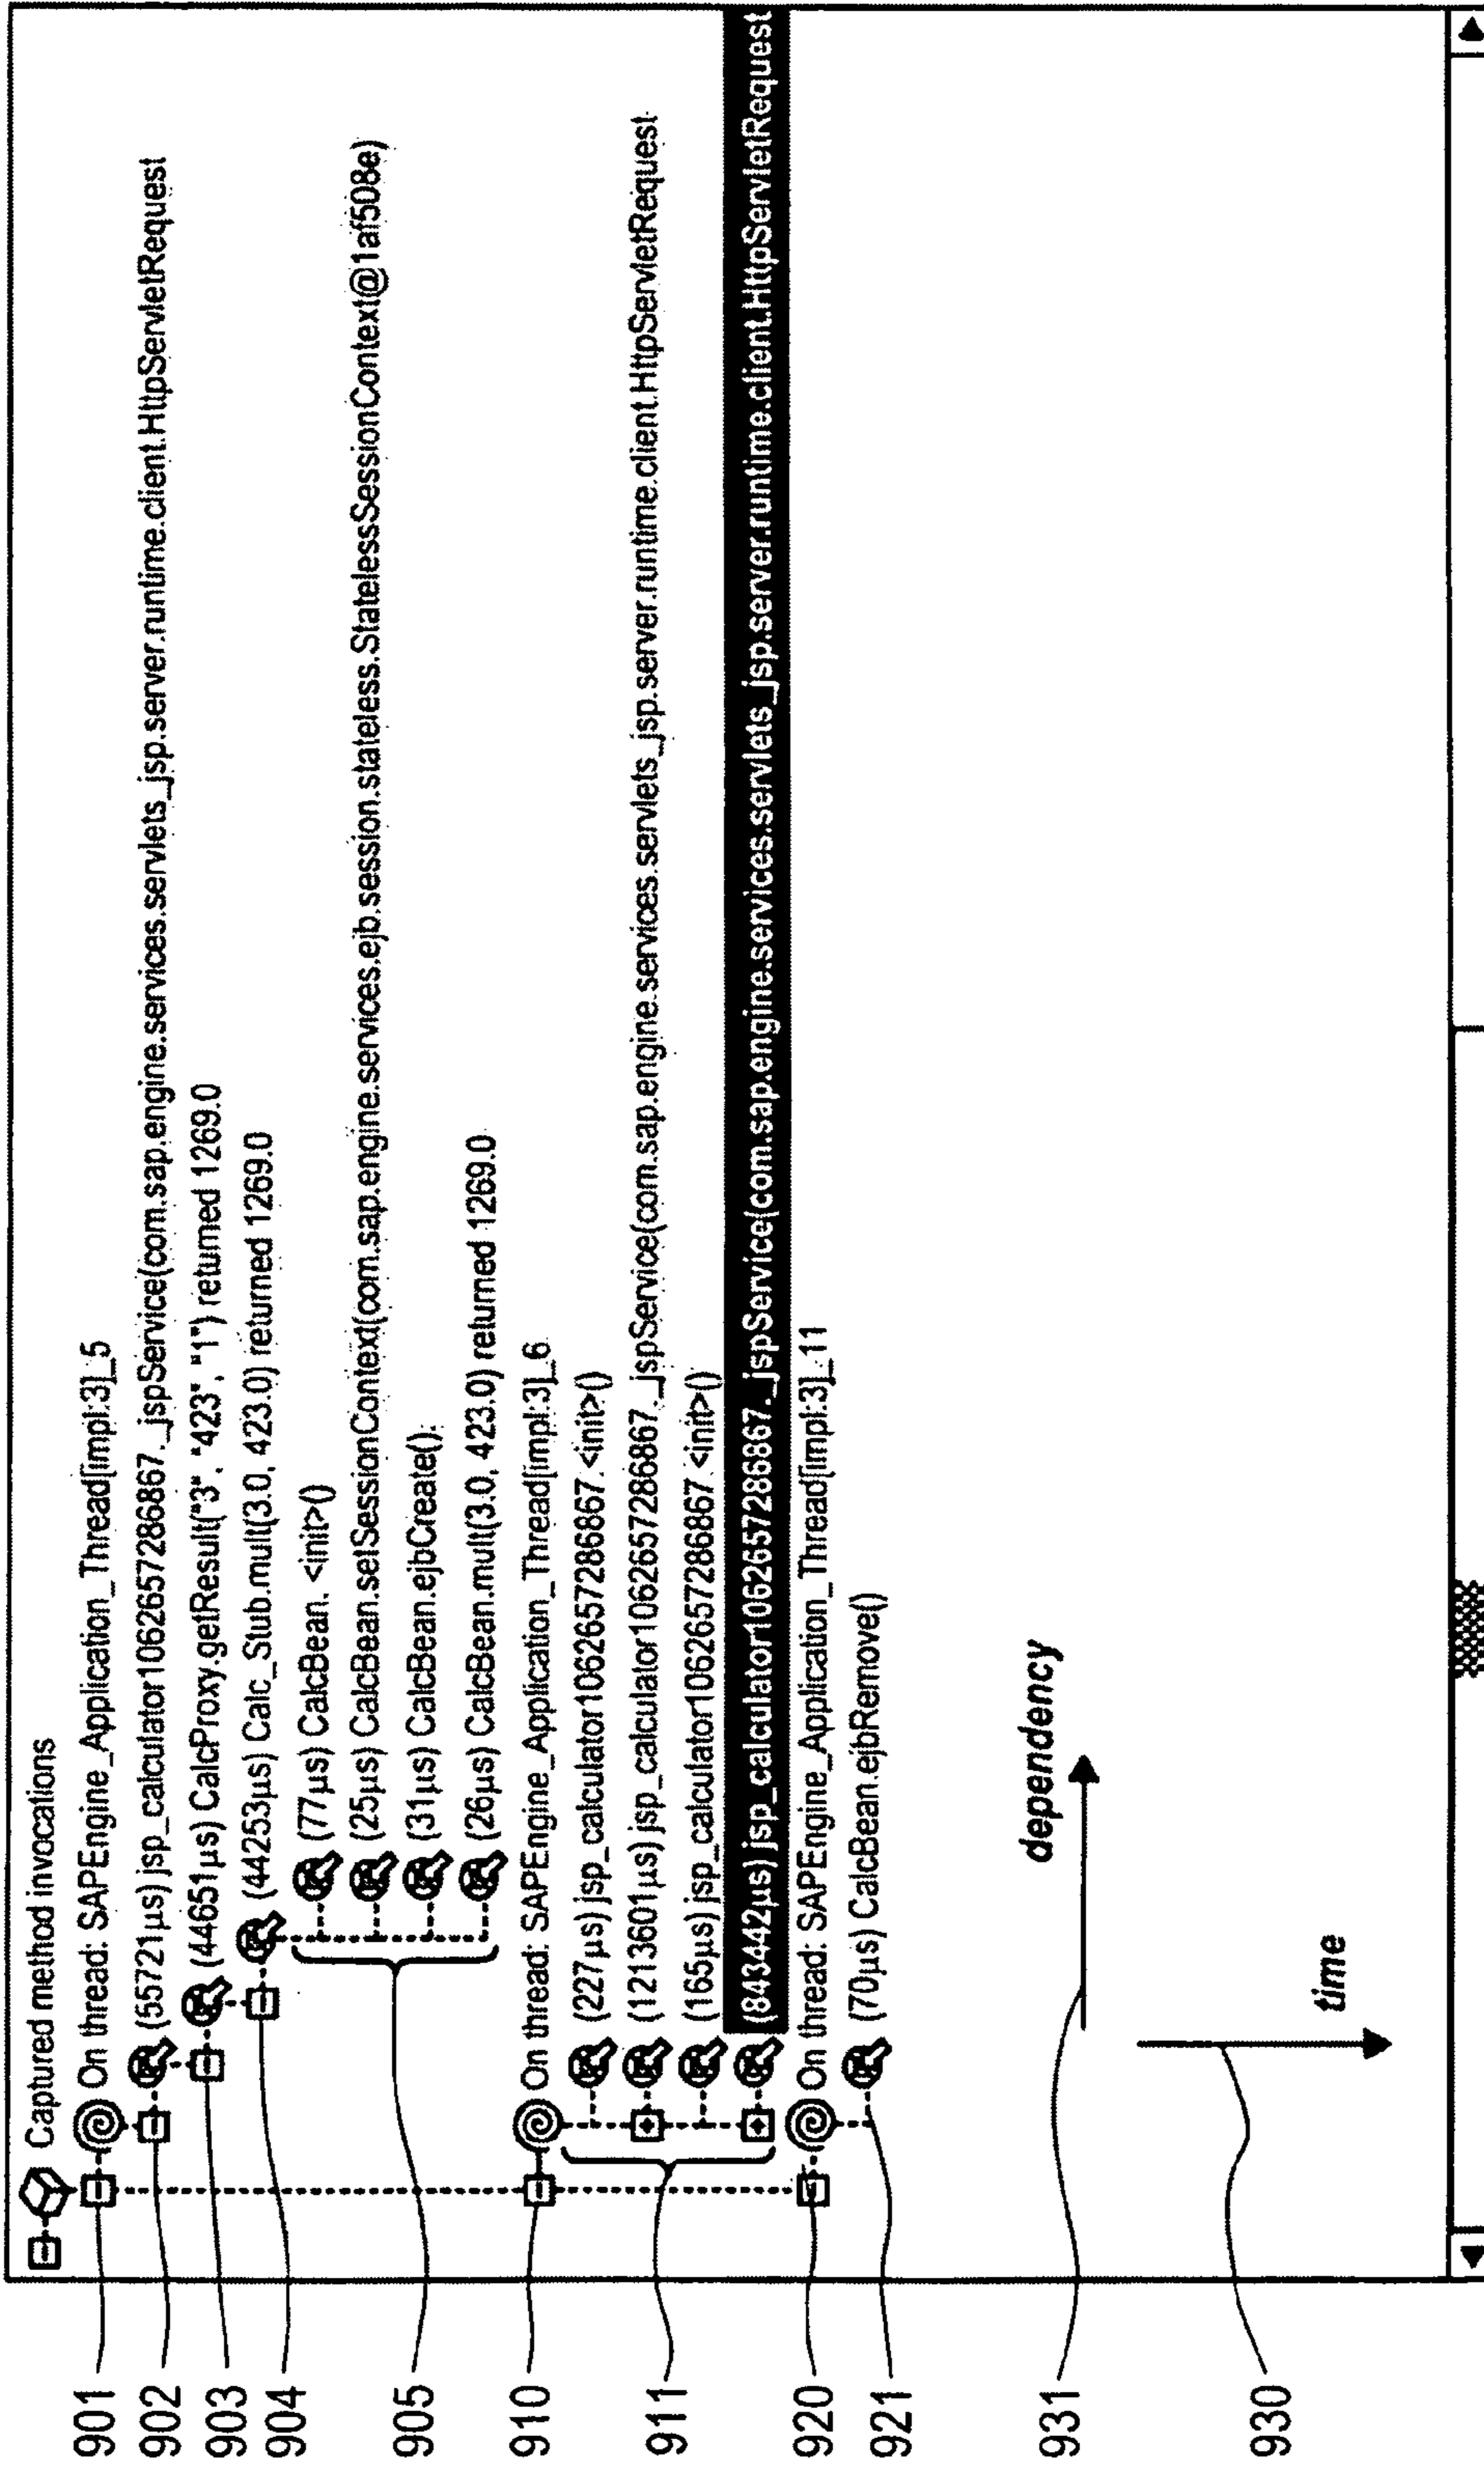 Captured method invocations
901 On thread: SAPEngine_Application_Thread[impl:3]_5
902 (55721µs) jsp_calculator1062657286867._jspService(com.sap.engine.services.servlets_jsp.server.runtime.client.HttpServletRequest
903 (44651µs) CalcProxy.getResult("3", "423", "1") returned 1269.0
904 (44253µs) Calc_Stub.mult(3.0, 423.0) returned 1269.0
(77µs) CalcBean. <init>()
(25µs) CalcBean.setSessionContext(com.sap.engine.services.ejb.session.stateless.StatelessSessionContext@1af508e)
905 (31µs) CalcBean.ejbCreate().
(26µs) CalcBean.mult(3.0, 423.0) returned 1269.0
910 On thread: SAPEngine_Application_Thread[impl:3]_6
(227µs) jsp_calculator1062657286867.<init>()
911 (1213601µs) jsp_calculator1062657286867._jspService(com.sap.engine.services.servlets_jsp.server.runtime.client.HttpServletRequest
(165µs) jsp_calculator1062657286867.<init>()
(843442µs) jsp_calculator1062657286867._jspService(com.sap.engine.services.servlets_jsp.server.runtime.client.HttpServletRequest
920 On thread: SAPEngine_Application_Thread[impl:3]_11
921 (70µs) CalcBean.ejbRemove()
931 dependency
930 time